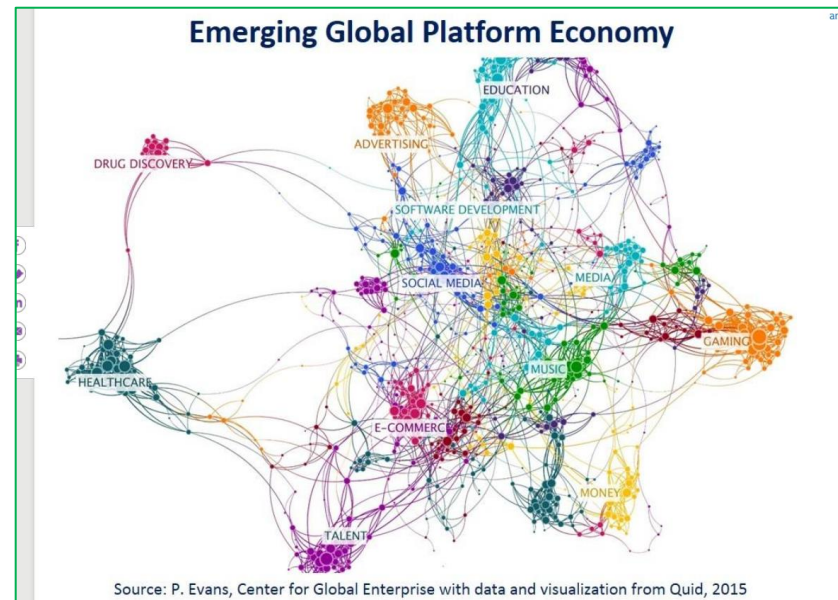 Emerging Global Platform Economy
EDUCATION
ADVERTISING
DRUG DISCOVERY
SOFTWARE DEVELOPMENT
MEDIA
SOCIAL MEDIA
GAMING
MUSIC
HEALTHCARE
E-COMMERCE
MONEY
TALENT
Source: P. Evans, Center for Global Enterprise with data and visualization from Quid, 2015